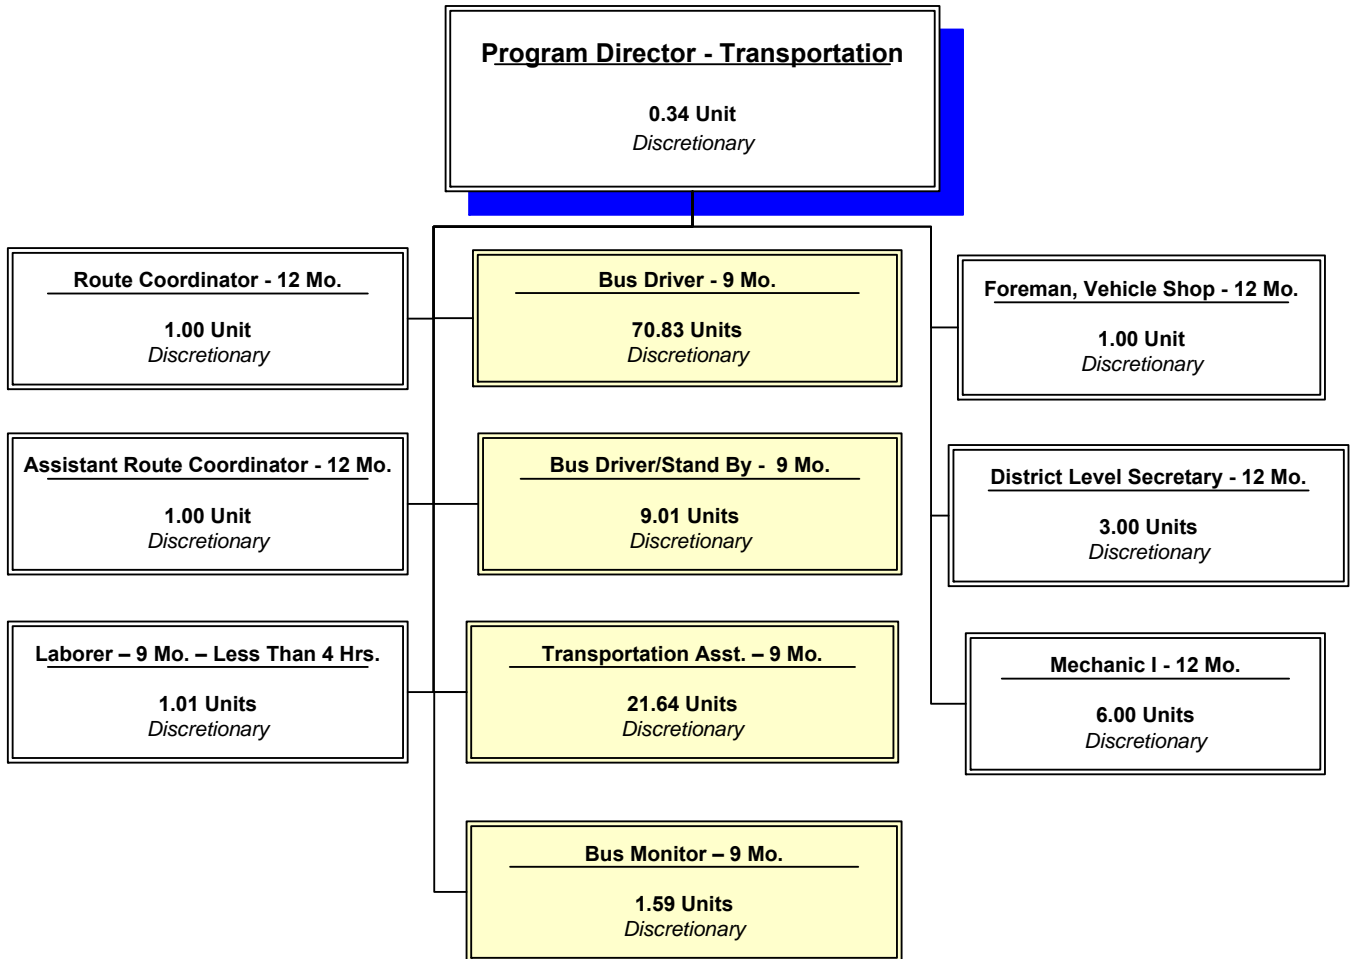 Program Director - Transportation
0.34 Unit
Discretionary
Route Coordinator - 12 Mo.
1.00 Unit
Discretionary
Bus Driver - 9 Mo.
70.83 Units
Discretionary
Foreman, Vehicle Shop - 12 Mo.
1.00 Unit
Discretionary
Assistant Route Coordinator - 12 Mo.
1.00 Unit
Discretionary
Bus Driver/Stand By - 9 Mo.
9.01 Units
Discretionary
District Level Secretary - 12 Mo.
3.00 Units
Discretionary
Laborer – 9 Mo. – Less Than 4 Hrs.
1.01 Units
Discretionary
Transportation Asst. – 9 Mo.
21.64 Units
Discretionary
Mechanic I - 12 Mo.
6.00 Units
Discretionary
Bus Monitor – 9 Mo.
1.59 Units
Discretionary